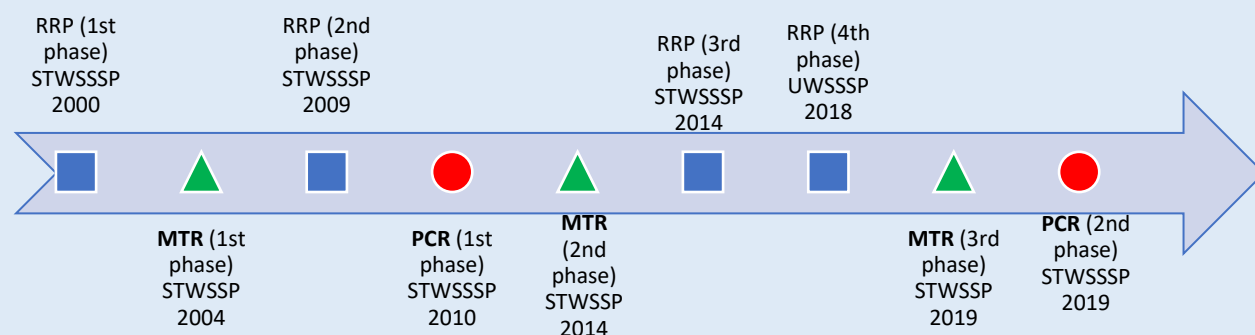 RRP (1st
phase)
STWSSSP
2000
RRP (2nd
phase)
STWSSSP
2009
RRP (3rd
phase)
STWSSSP
2014
RRP (4th
phase)
UWSSSP
2018
MTR (1st
phase)
STWSSP
2004
PCR (1st
phase)
STWSSSP
2010
MTR
(2nd
phase)
STWSSP
2014
MTR (3rd
phase)
STWSSP
2019
PCR (2nd
phase)
STWSSSP
2019